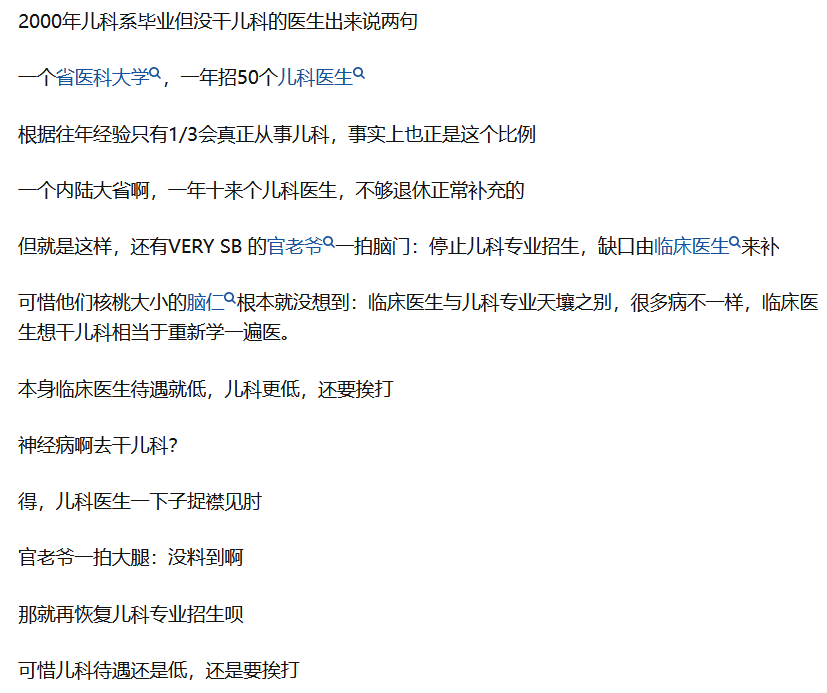 2000年儿科系毕业但没干儿科的医生出来说两句
一个省医科大学，一年招50个儿科医生
根据往年经验只有1/3会真正从事儿科，事实上也正是这个比例
一个内陆大省啊，一年十来个儿科医生，不够退休正常补充的
但就是这样，还有VERY SB 的官老爷一拍脑门：停止儿科专业招生，缺口由临床医生来补
可惜他们核桃大小的脑仁根本就没想到：临床医生与儿科专业天壤之别，很多病不一样，临床医
生想干儿科相当于重新学一遍医。
本身临床医生待遇就低，儿科更低，还要挨打
神经病啊去干儿科？
得，儿科医生一下子捉襟见肘
官老爷一拍大腿：没料到啊
那就再恢复儿科专业招生呗
可惜儿科待遇还是低，还是要挨打